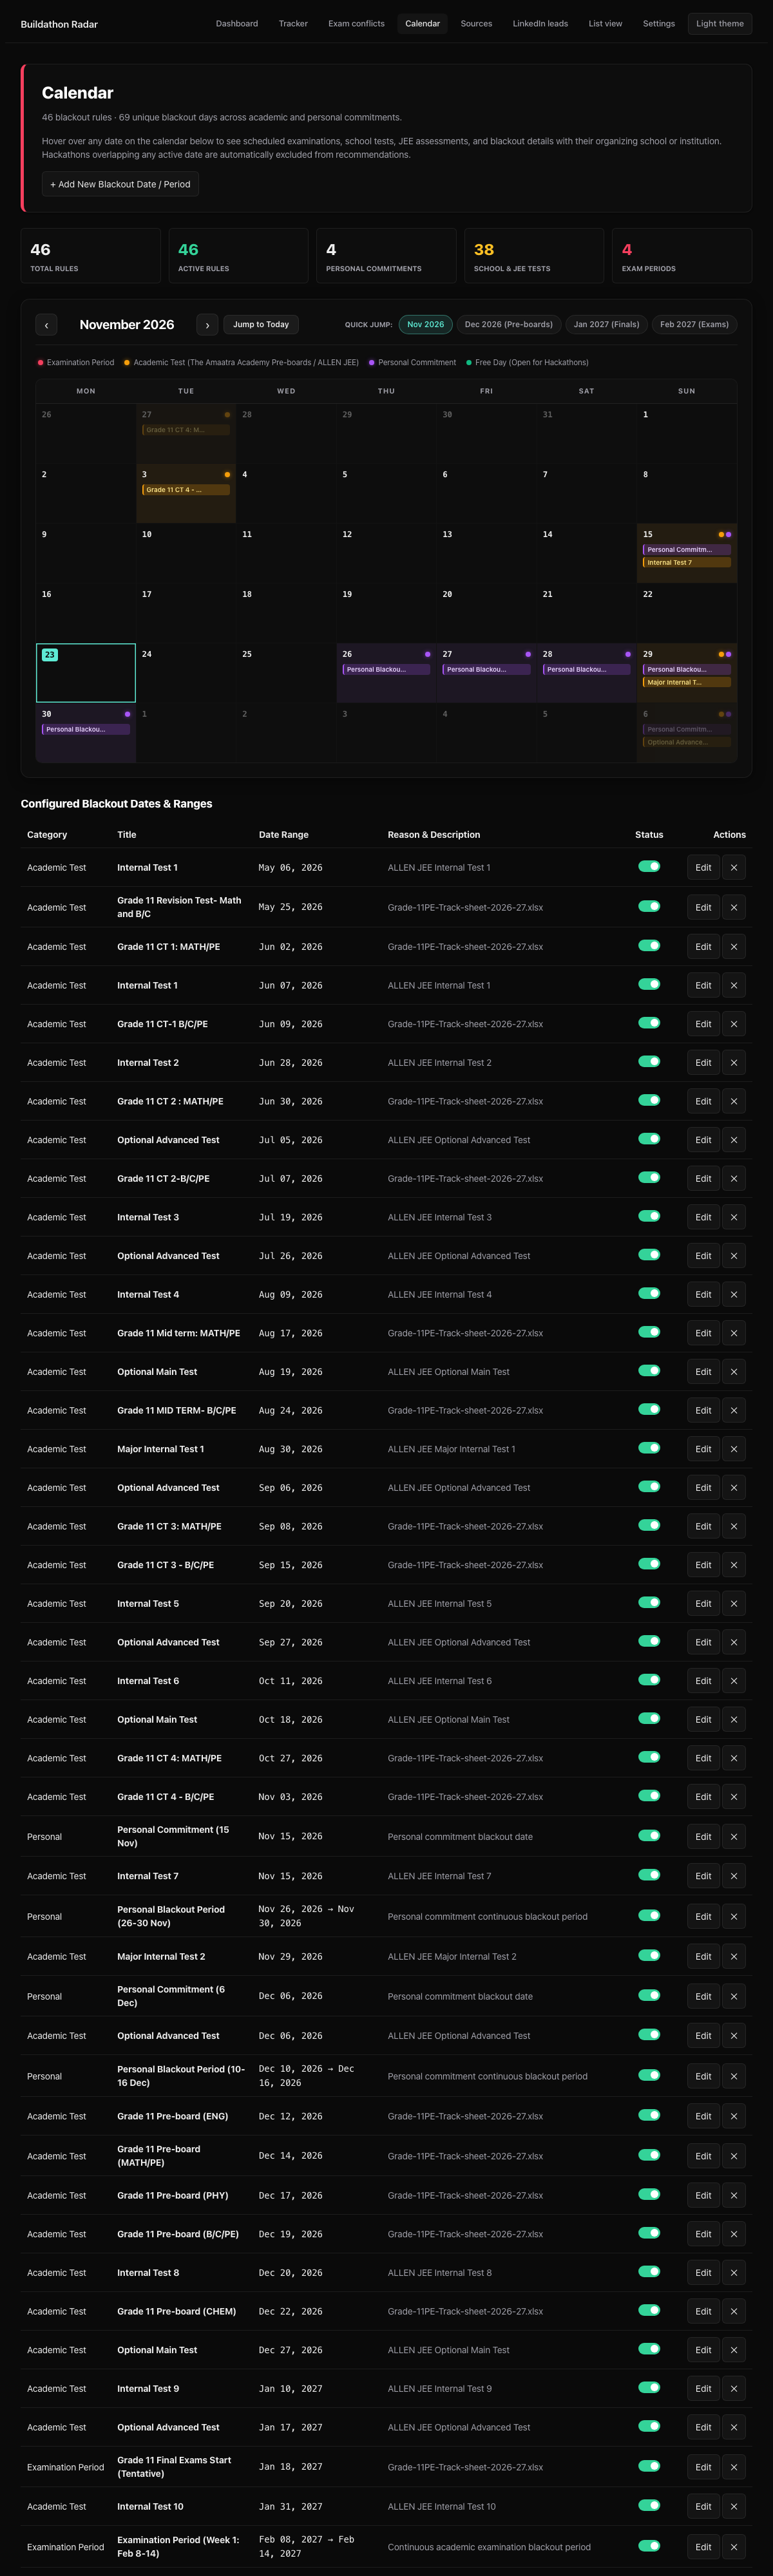 Buildathon Radar
Dashboard Tracker Exam conflicts Calendar Sources LinkedIn leads List view Settings Light theme
Calendar
46 blackout rules · 69 unique blackout days across academic and personal commitments.
Hover over any date on the calendar below to see scheduled examinations, school tests, JEE assessments, and blackout details with their organizing school or institution.
Hackathons overlapping any active date are automatically excluded from recommendations.
+ Add New Blackout Date / Period
46 46 4 38 4
TOTAL RULES ACTIVE RULES PERSONAL COMMITMENTS SCHOOL & JEE TESTS EXAM PERIODS
‹ November 2026 › Jump to Today QUICK JUMP: Nov 2026 Dec 2026 (Pre-boards) Jan 2027 (Finals) Feb 2027 (Exams)
Examination Period Academic Test (The Amaatra Academy Pre-boards / ALLEN JEE) Personal Commitment Free Day (Open for Hackathons)
MON TUE WED THU FRI SAT SUN
26 27 28 29 30 31 1
Grade 11 CT 4: M...
2 3 4 5 6 7 8
Grade 11 CT 4 - ...
9 10 11 12 13 14 15
Personal Commitm...
Internal Test 7
16 17 18 19 20 21 22
23 24 25 26 27 28 29
Personal Blackou... Personal Blackou... Personal Blackou... Personal Blackou...
Major Internal T...
30 1 2 3 4 5 6
Personal Blackou... Personal Commitm...
Optional Advance...
Configured Blackout Dates & Ranges
Category Title Date Range Reason & Description Status Actions
Academic Test Internal Test 1 May 06, 2026 ALLEN JEE Internal Test 1 Edit ×
Academic Test Grade 11 Revision Test- Math May 25, 2026 Grade-11PE-Track-sheet-2026-27.xlsx Edit ×
and B/C
Academic Test Grade 11 CT 1: MATH/PE Jun 02, 2026 Grade-11PE-Track-sheet-2026-27.xlsx Edit ×
Academic Test Internal Test 1 Jun 07, 2026 ALLEN JEE Internal Test 1 Edit ×
Academic Test Grade 11 CT-1 B/C/PE Jun 09, 2026 Grade-11PE-Track-sheet-2026-27.xlsx Edit ×
Academic Test Internal Test 2 Jun 28, 2026 ALLEN JEE Internal Test 2 Edit ×
Academic Test Grade 11 CT 2 : MATH/PE Jun 30, 2026 Grade-11PE-Track-sheet-2026-27.xlsx Edit ×
Academic Test Optional Advanced Test Jul 05, 2026 ALLEN JEE Optional Advanced Test Edit ×
Academic Test Grade 11 CT 2-B/C/PE Jul 07, 2026 Grade-11PE-Track-sheet-2026-27.xlsx Edit ×
Academic Test Internal Test 3 Jul 19, 2026 ALLEN JEE Internal Test 3 Edit ×
Academic Test Optional Advanced Test Jul 26, 2026 ALLEN JEE Optional Advanced Test Edit ×
Academic Test Internal Test 4 Aug 09, 2026 ALLEN JEE Internal Test 4 Edit ×
Academic Test Grade 11 Mid term: MATH/PE Aug 17, 2026 Grade-11PE-Track-sheet-2026-27.xlsx Edit ×
Academic Test Optional Main Test Aug 19, 2026 ALLEN JEE Optional Main Test Edit ×
Academic Test Grade 11 MID TERM- B/C/PE Aug 24, 2026 Grade-11PE-Track-sheet-2026-27.xlsx Edit ×
Academic Test Major Internal Test 1 Aug 30, 2026 ALLEN JEE Major Internal Test 1 Edit ×
Academic Test Optional Advanced Test Sep 06, 2026 ALLEN JEE Optional Advanced Test Edit ×
Academic Test Grade 11 CT 3: MATH/PE Sep 08, 2026 Grade-11PE-Track-sheet-2026-27.xlsx Edit ×
Academic Test Grade 11 CT 3 - B/C/PE Sep 15, 2026 Grade-11PE-Track-sheet-2026-27.xlsx Edit ×
Academic Test Internal Test 5 Sep 20, 2026 ALLEN JEE Internal Test 5 Edit ×
Academic Test Optional Advanced Test Sep 27, 2026 ALLEN JEE Optional Advanced Test Edit ×
Academic Test Internal Test 6 Oct 11, 2026 ALLEN JEE Internal Test 6 Edit ×
Academic Test Optional Main Test Oct 18, 2026 ALLEN JEE Optional Main Test Edit ×
Academic Test Grade 11 CT 4: MATH/PE Oct 27, 2026 Grade-11PE-Track-sheet-2026-27.xlsx Edit ×
Academic Test Grade 11 CT 4 - B/C/PE Nov 03, 2026 Grade-11PE-Track-sheet-2026-27.xlsx Edit ×
Personal Personal Commitment (15 Nov 15, 2026 Personal commitment blackout date Edit ×
Nov)
Academic Test Internal Test 7 Nov 15, 2026 ALLEN JEE Internal Test 7 Edit ×
Personal Personal Blackout Period Nov 26, 2026 → Nov Personal commitment continuous blackout period Edit ×
(26-30 Nov) 30, 2026
Academic Test Major Internal Test 2 Nov 29, 2026 ALLEN JEE Major Internal Test 2 Edit ×
Personal Personal Commitment (6 Dec 06, 2026 Personal commitment blackout date Edit ×
Dec)
Academic Test Optional Advanced Test Dec 06, 2026 ALLEN JEE Optional Advanced Test Edit ×
Personal Personal Blackout Period (10- Dec 10, 2026 → Dec Personal commitment continuous blackout period Edit ×
16 Dec) 16, 2026
Academic Test Grade 11 Pre-board (ENG) Dec 12, 2026 Grade-11PE-Track-sheet-2026-27.xlsx Edit ×
Academic Test Grade 11 Pre-board Dec 14, 2026 Grade-11PE-Track-sheet-2026-27.xlsx Edit ×
(MATH/PE)
Academic Test Grade 11 Pre-board (PHY) Dec 17, 2026 Grade-11PE-Track-sheet-2026-27.xlsx Edit ×
Academic Test Grade 11 Pre-board (B/C/PE) Dec 19, 2026 Grade-11PE-Track-sheet-2026-27.xlsx Edit ×
Academic Test Internal Test 8 Dec 20, 2026 ALLEN JEE Internal Test 8 Edit ×
Academic Test Grade 11 Pre-board (CHEM) Dec 22, 2026 Grade-11PE-Track-sheet-2026-27.xlsx Edit ×
Academic Test Optional Main Test Dec 27, 2026 ALLEN JEE Optional Main Test Edit ×
Academic Test Internal Test 9 Jan 10, 2027 ALLEN JEE Internal Test 9 Edit ×
Academic Test Optional Advanced Test Jan 17, 2027 ALLEN JEE Optional Advanced Test Edit ×
Examination Period Grade 11 Final Exams Start Jan 18, 2027 Grade-11PE-Track-sheet-2026-27.xlsx Edit ×
(Tentative)
Academic Test Internal Test 10 Jan 31, 2027 ALLEN JEE Internal Test 10 Edit ×
Examination Period Examination Period (Week 1: Feb 08, 2027 → Feb Continuous academic examination blackout period Edit ×
Feb 8-14) 14, 2027